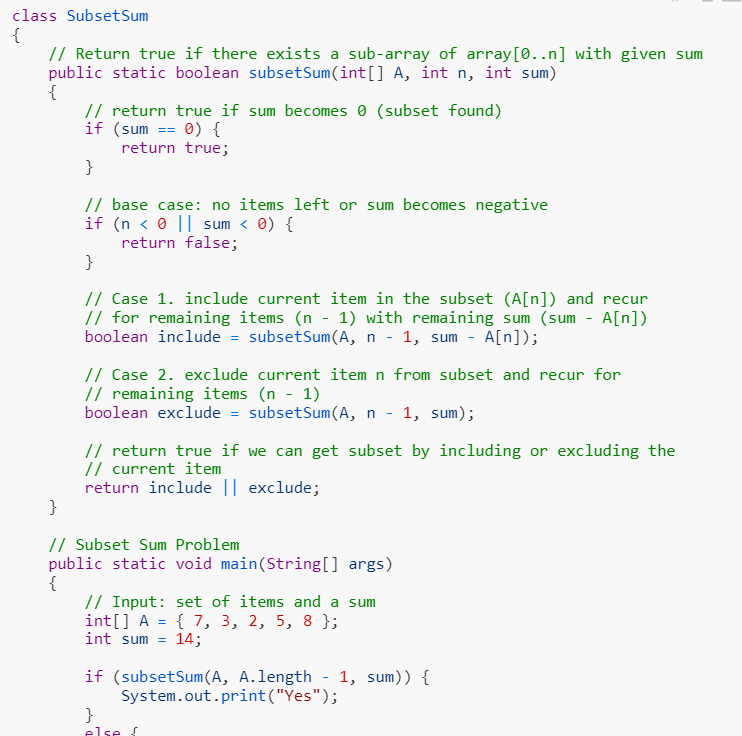 class SubsetSum
{
    // Return true if there exists a sub-array of array[0..n] with given sum
    public static boolean subsetSum(int[] A, int n, int sum)
    {
        // return true if sum becomes 0 (subset found)
        if (sum == 0) {
            return true;
        }

        // base case: no items left or sum becomes negative
        if (n < 0 || sum < 0) {
            return false;
        }

        // Case 1. include current item in the subset (A[n]) and recur
        // for remaining items (n - 1) with remaining sum (sum - A[n])
        boolean include = subsetSum(A, n - 1, sum - A[n]);

        // Case 2. exclude current item n from subset and recur for
        // remaining items (n - 1)
        boolean exclude = subsetSum(A, n - 1, sum);

        // return true if we can get subset by including or excluding the
        // current item
        return include || exclude;
    }

    // Subset Sum Problem
    public static void main(String[] args)
    {
        // Input: set of items and a sum
        int[] A = { 7, 3, 2, 5, 8 };
        int sum = 14;

        if (subsetSum(A, A.length - 1, sum)) {
            System.out.print("Yes");
        }
        else {